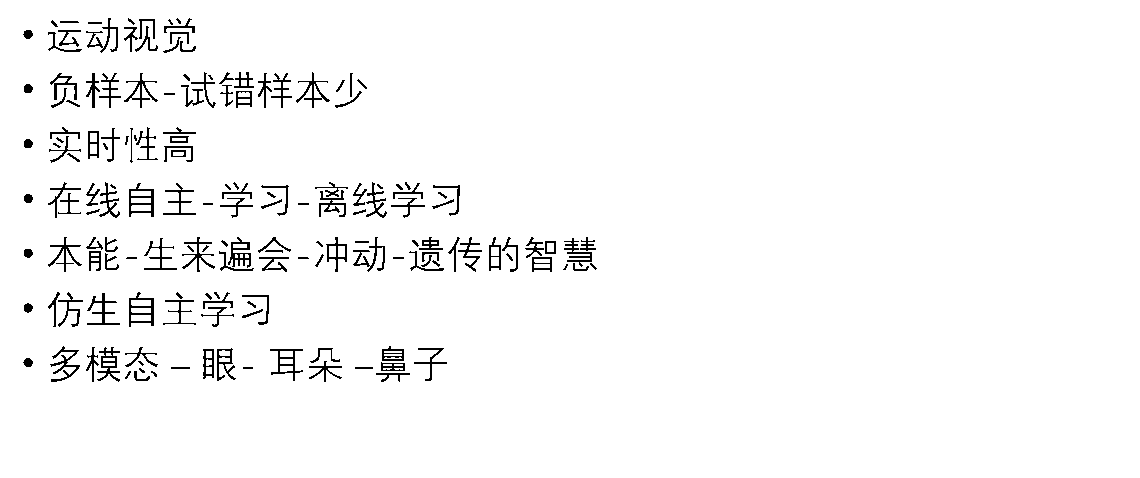 • 运动视觉
• 负样本-试错样本少
• 实时性高
• 在线自主-学习-离线学习
• 本能-生来遍会-冲动-遗传的智慧
• 仿生自主学习
• 多模态 – 眼- 耳朵 –鼻子